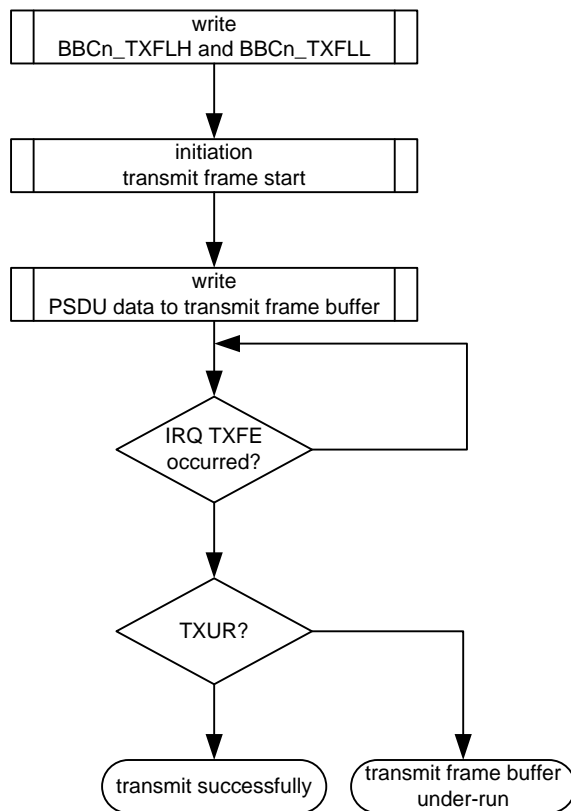 write
BBCn_TXFLH and BBCn_TXFLL
initiation
transmit frame start
write
PSDU data to transmit frame buffer
IRQ TXFE
occurred?
TXUR?
transmit successfully
transmit frame buffer
under-run